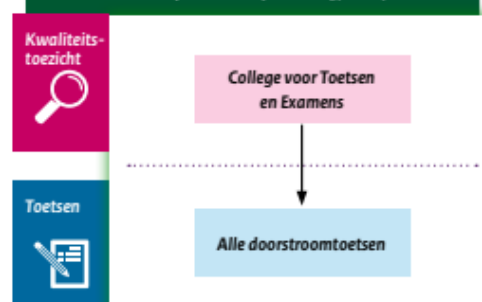 Kwaliteits-
toezicht
College voor Toetsen
en Examens
Toetsen
Alle doorstroomtoetsen